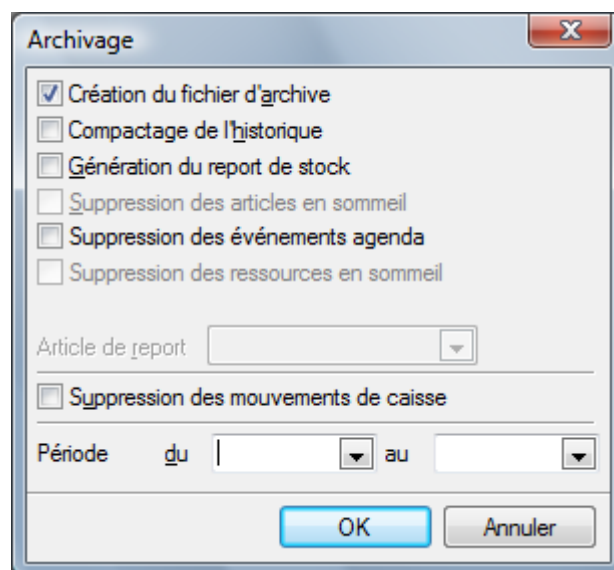 Archivage
Création du fichier d'archive
Compactage de l'historique
Génération du report de stock
Suppression des articles en sommeil
Suppression des événements agenda
Suppression des ressources en sommeil
Article de report
Suppression des mouvements de caisse
Période du au
OK Annuler